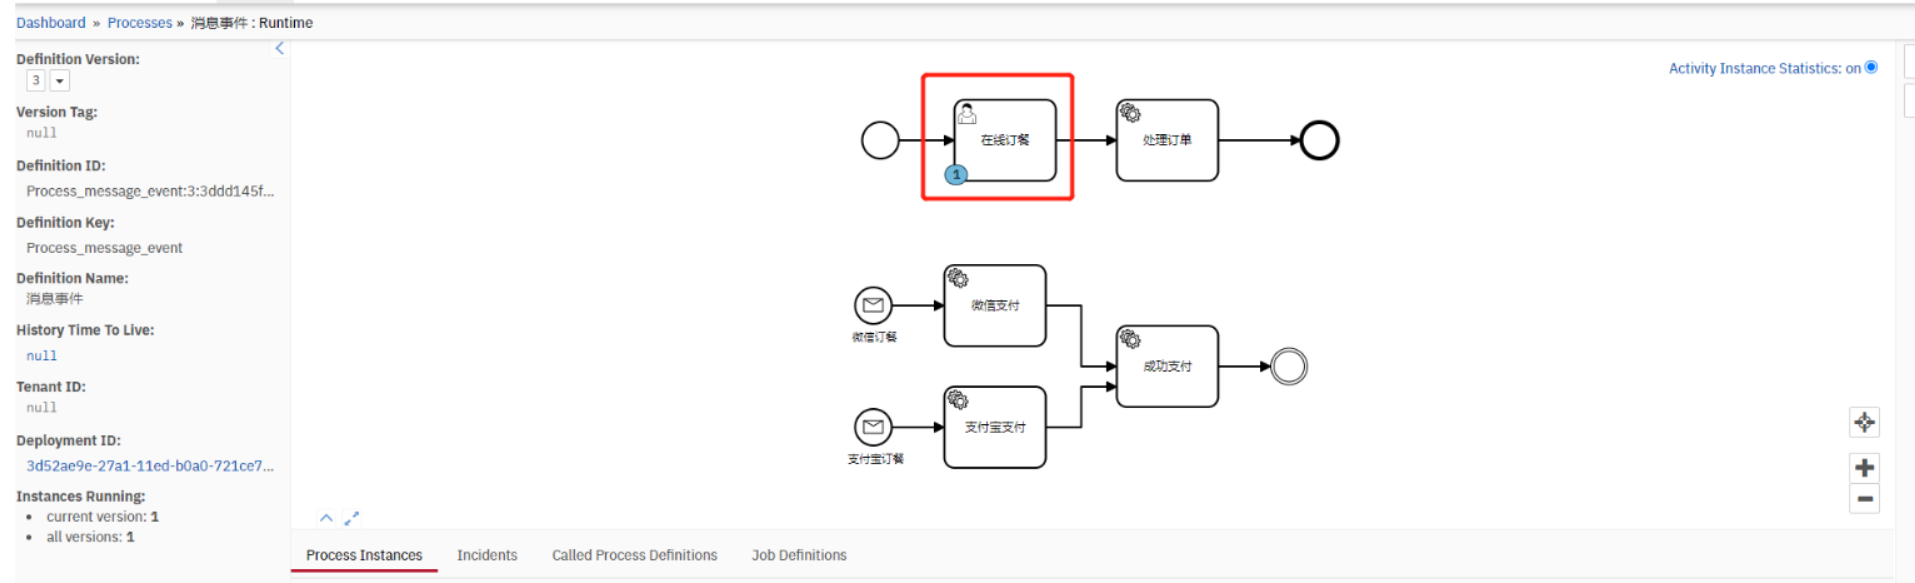 Dashboard » Processes » 消息事件 : Runtime
Definition Version:
3
Version Tag:
null
Definition ID:
Process_message_event:3:3ddd145f...
Definition Key:
Process_message_event
Definition Name:
消息事件
History Time To Live:
null
Tenant ID:
null
Deployment ID:
3d52ae9e-27a1-11ed-b0a0-721ce7...
Instances Running:
• current version: 1
• all versions: 1
Activity Instance Statistics: on
在线订餐
1
处理订单
微信订餐
微信支付
成功支付
支付宝订餐
支付宝支付
Process Instances
Incidents
Called Process Definitions
Job Definitions